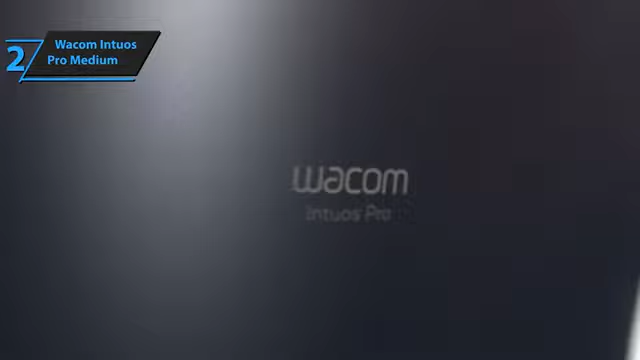 2
Wacom Intuos
Pro Medium
wacom
Intuos Pro